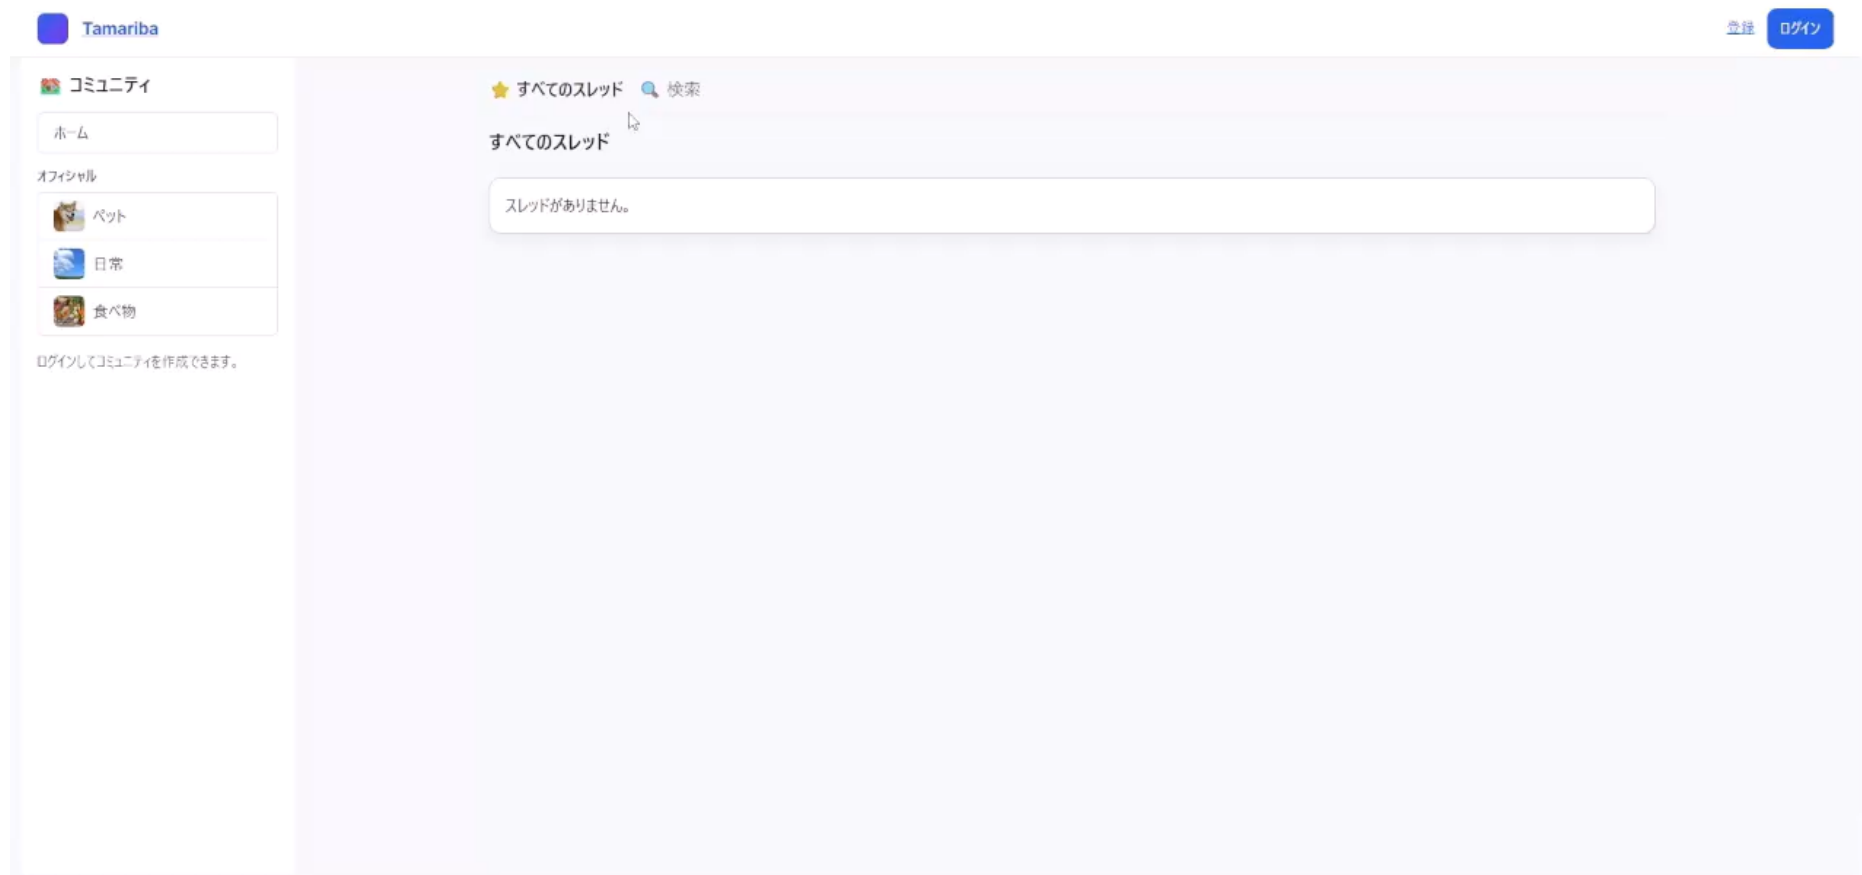 Tamariba
登録
ログイン
コミュニティ
ホーム
オフィシャル
ペット
日常
食べ物
ログインしてコミュニティを作成できます。
すべてのスレッド
検索
すべてのスレッド
スレッドがありません。